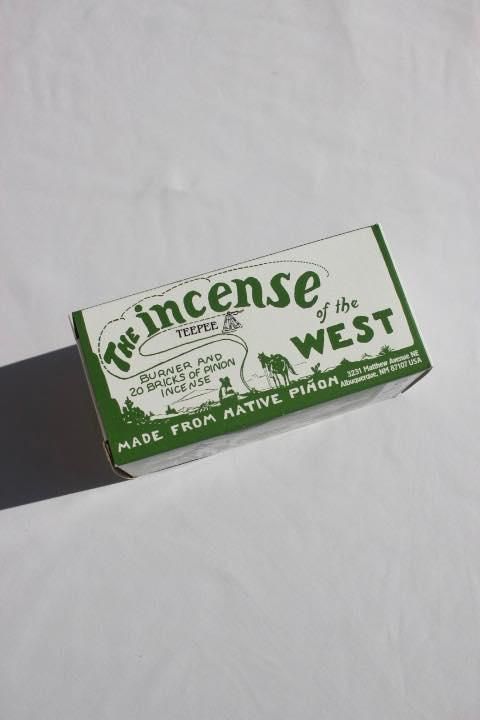 THE incense
of the
WEST
TEEPEE
BURNER AND
20 BRICKS OF PINON
INCENSE
MADE FROM NATIVE PIÑON
3231 Matthew Avenue NE
Albuquerque, NM 87107 USA